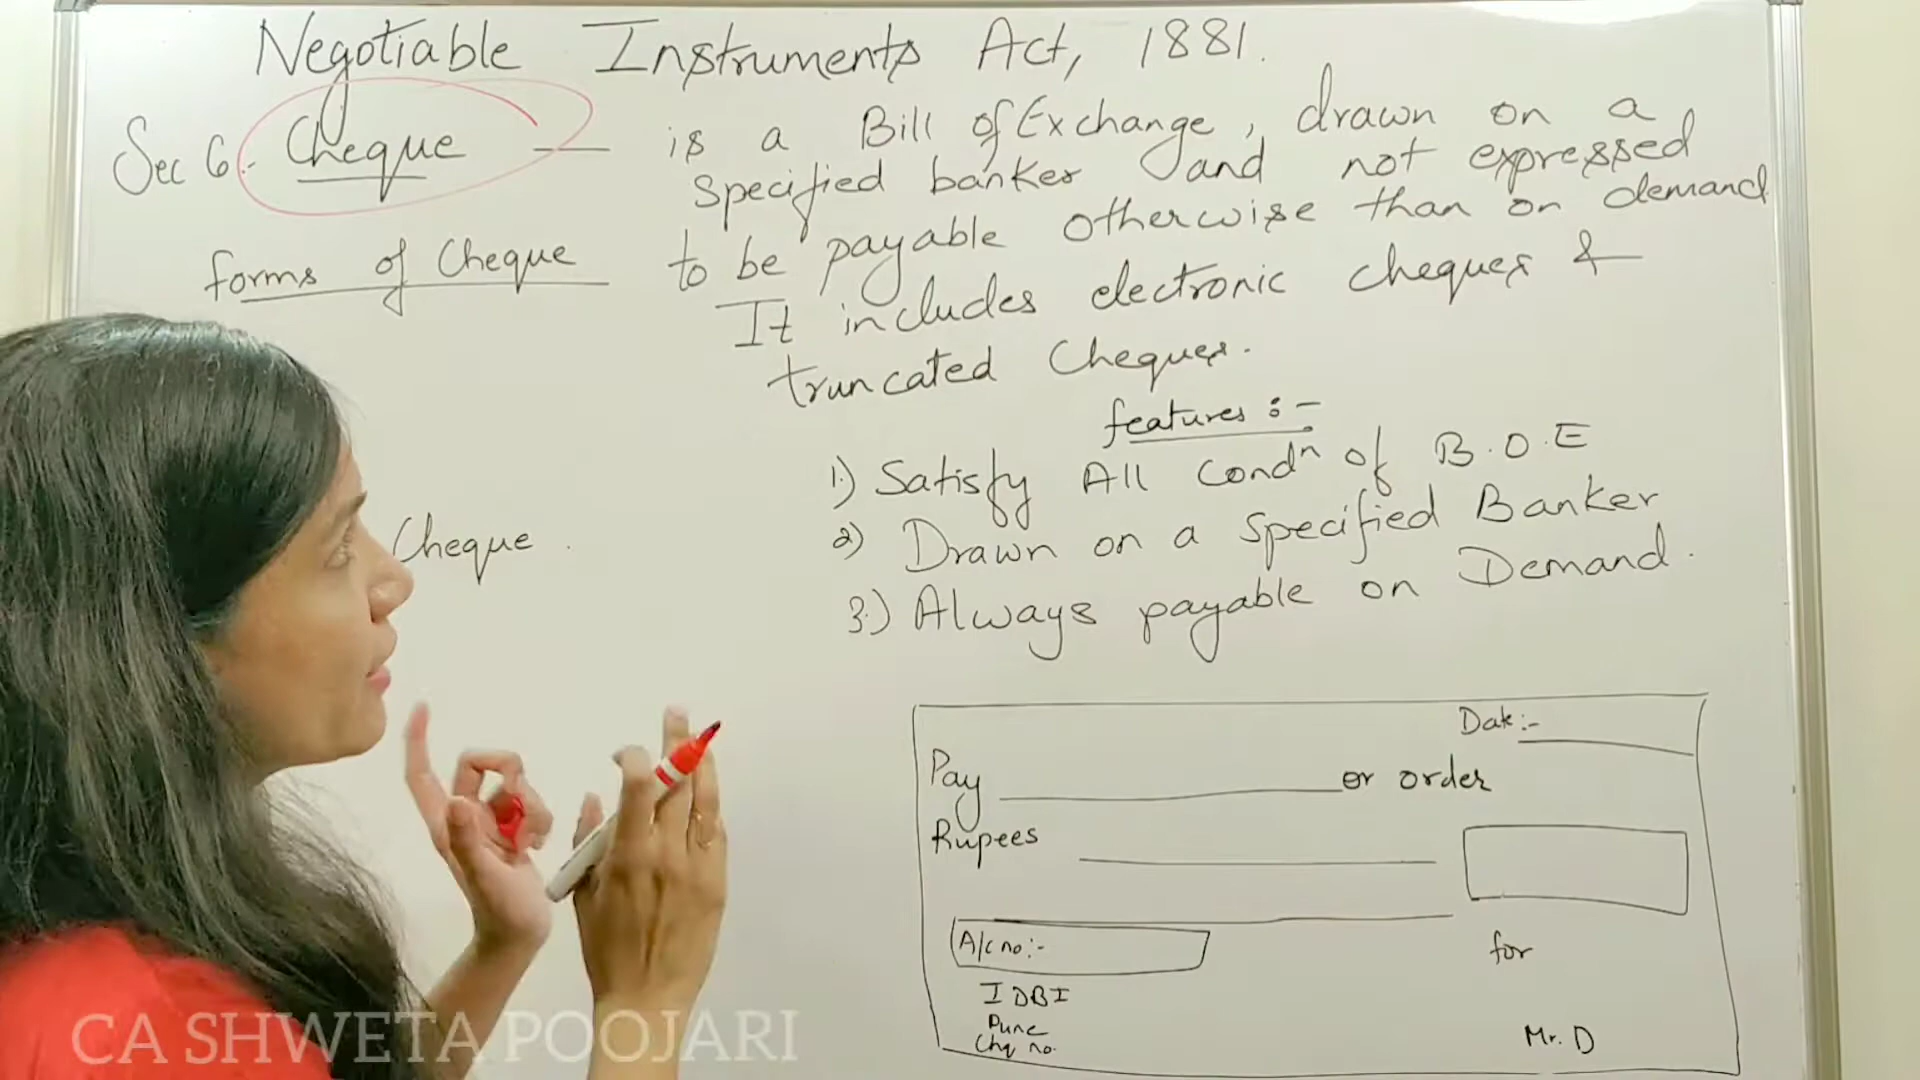 Negotiable Instruments Act, 1881.
Sec 6:- Cheque — is a Bill of Exchange, drawn on a
specified banker and not expressed
to be payable otherwise than on demand
It includes electronic cheques &
truncated Cheques.
forms of Cheque
Cheque.
features :-
1.) Satisfy All Condn of B.O.E
2) Drawn on a specified Banker
3.) Always payable on Demand.
Date:-
Pay or order
Rupees
A/c no:-
for
IDBI
Pune
Chq no.
Mr. D
CA SHWETA POOJARI